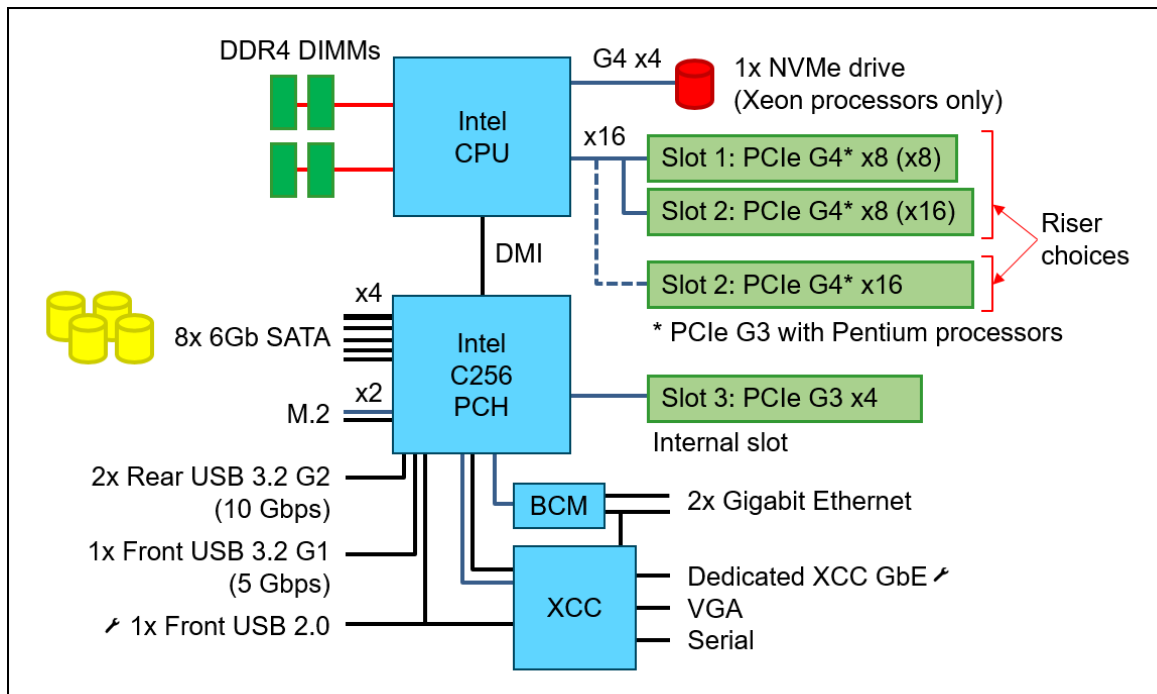 DDR4 DIMMs
G4 x4
1x NVMe drive
(Xeon processors only)
Intel
CPU
x16
Slot 1: PCIe G4* x8 (x8)
Slot 2: PCIe G4* x8 (x16)
Riser
choices
DMI
Slot 2: PCIe G4* x16
* PCIe G3 with Pentium processors
x4
8x 6Gb SATA
Intel
C256
PCH
x2
M.2
Slot 3: PCIe G3 x4
Internal slot
2x Rear USB 3.2 G2
(10 Gbps)
BCM
2x Gigabit Ethernet
1x Front USB 3.2 G1
(5 Gbps)
XCC
Dedicated XCC GbE
VGA
Serial
1x Front USB 2.0